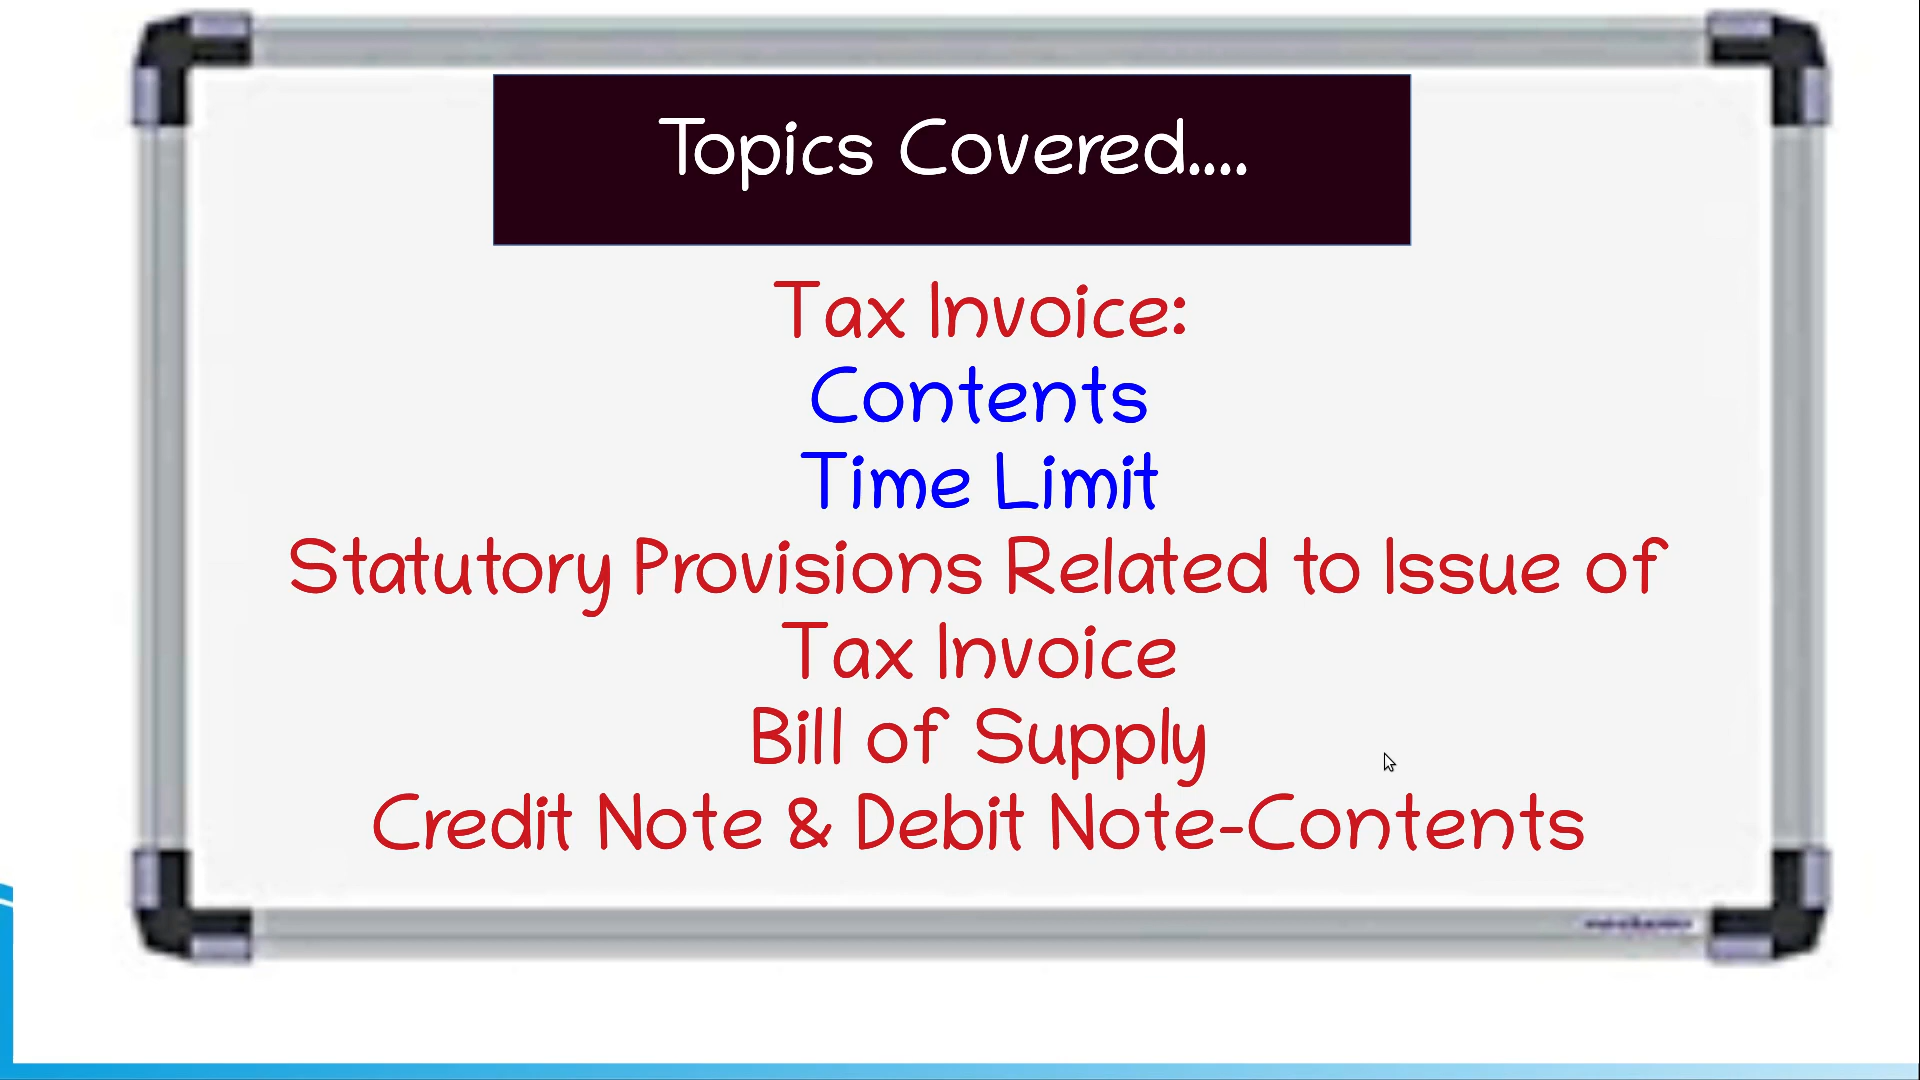 Topics Covered....
Tax Invoice:
Contents
Time Limit
Statutory Provisions Related to Issue of
Tax Invoice
Bill of Supply
Credit Note & Debit Note-Contents